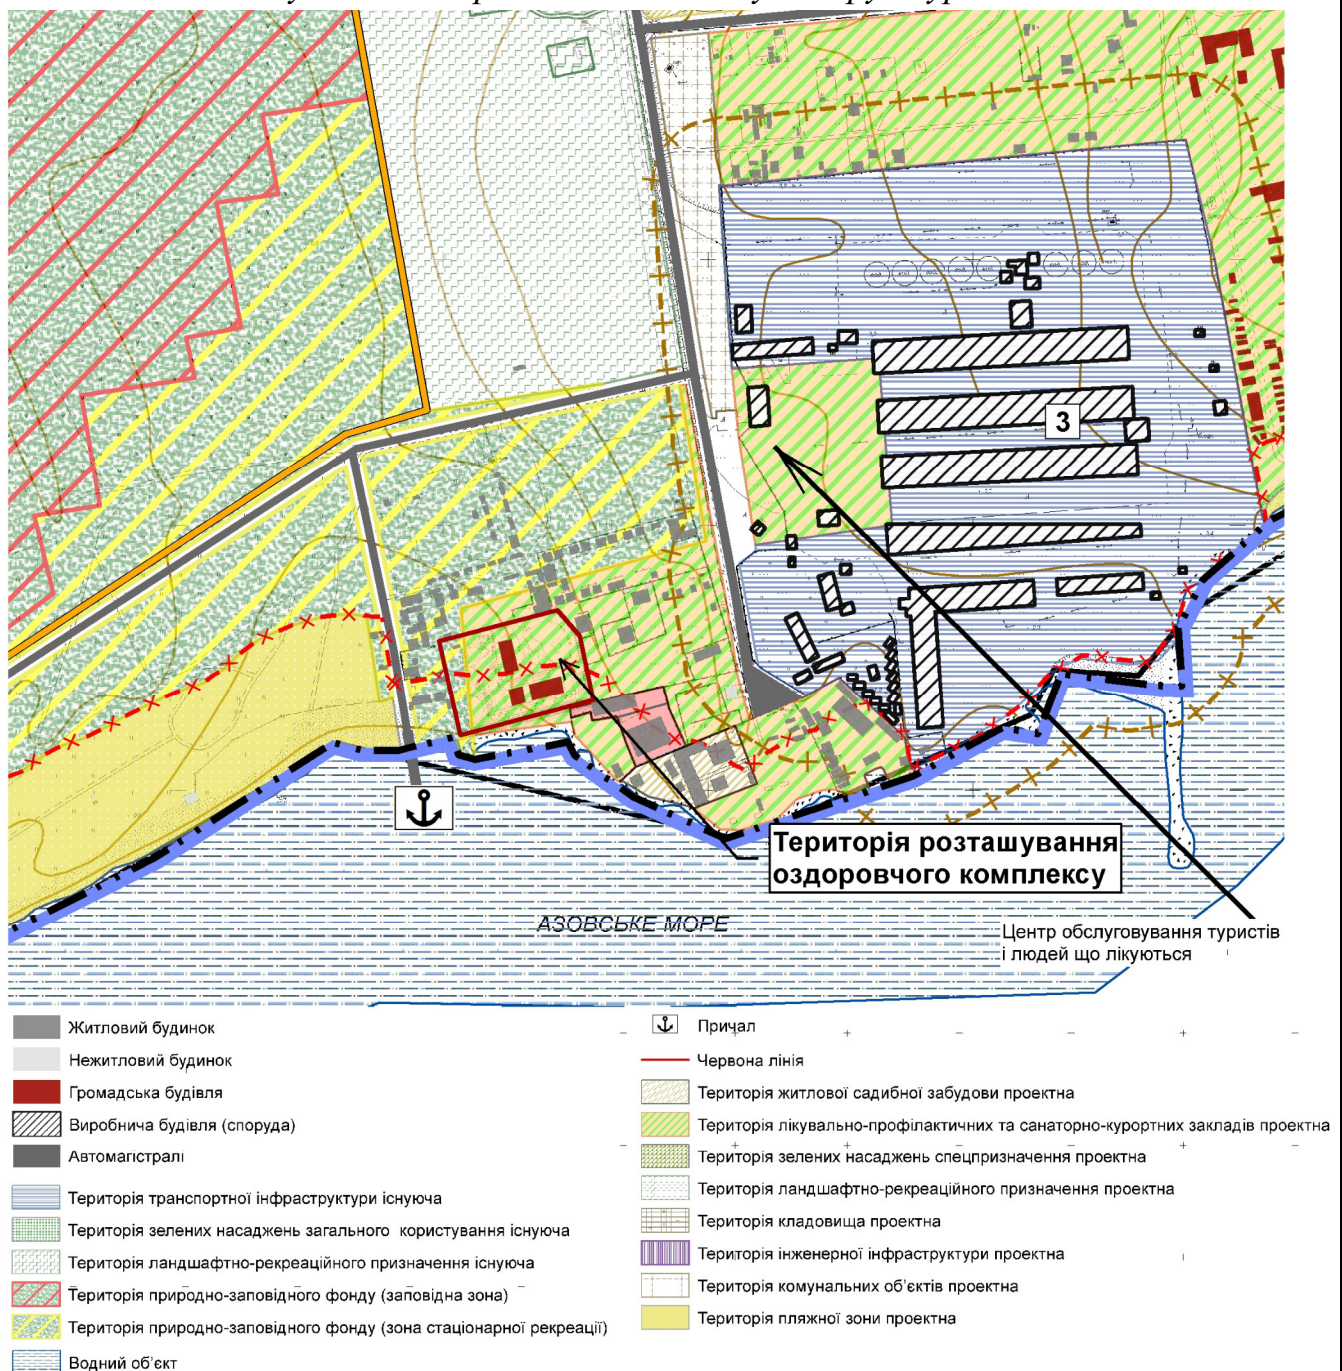 3
Територія розташування
оздоровчого комплексу
АЗОВСЬКЕ МОРЕ
Центр обслуговування туристів
і людей що лікуються
Житловий будинок
Нежитловий будинок
Громадська будівля
Виробнича будівля (споруда)
Автомагістралі
Територія транспортної інфраструктури існуюча
Територія зелених насаджень загального користування існуюча
Територія ландшафтно-рекреаційного призначення існуюча
Територія природно-заповідного фонду (заповідна зона)
Територія природно-заповідного фонду (зона стаціонарної рекреації)
Водний об'єкт
Причал
Червона лінія
Територія житлової садибної забудови проектна
Територія лікувально-профілактичних та санаторно-курортних закладів проектна
Територія зелених насаджень спецпризначення проектна
Територія ландшафтно-рекреаційного призначення проектна
Територія кладовища проектна
Територія інженерної інфраструктури проектна
Територія комунальних об'єктів проектна
Територія пляжної зони проектна